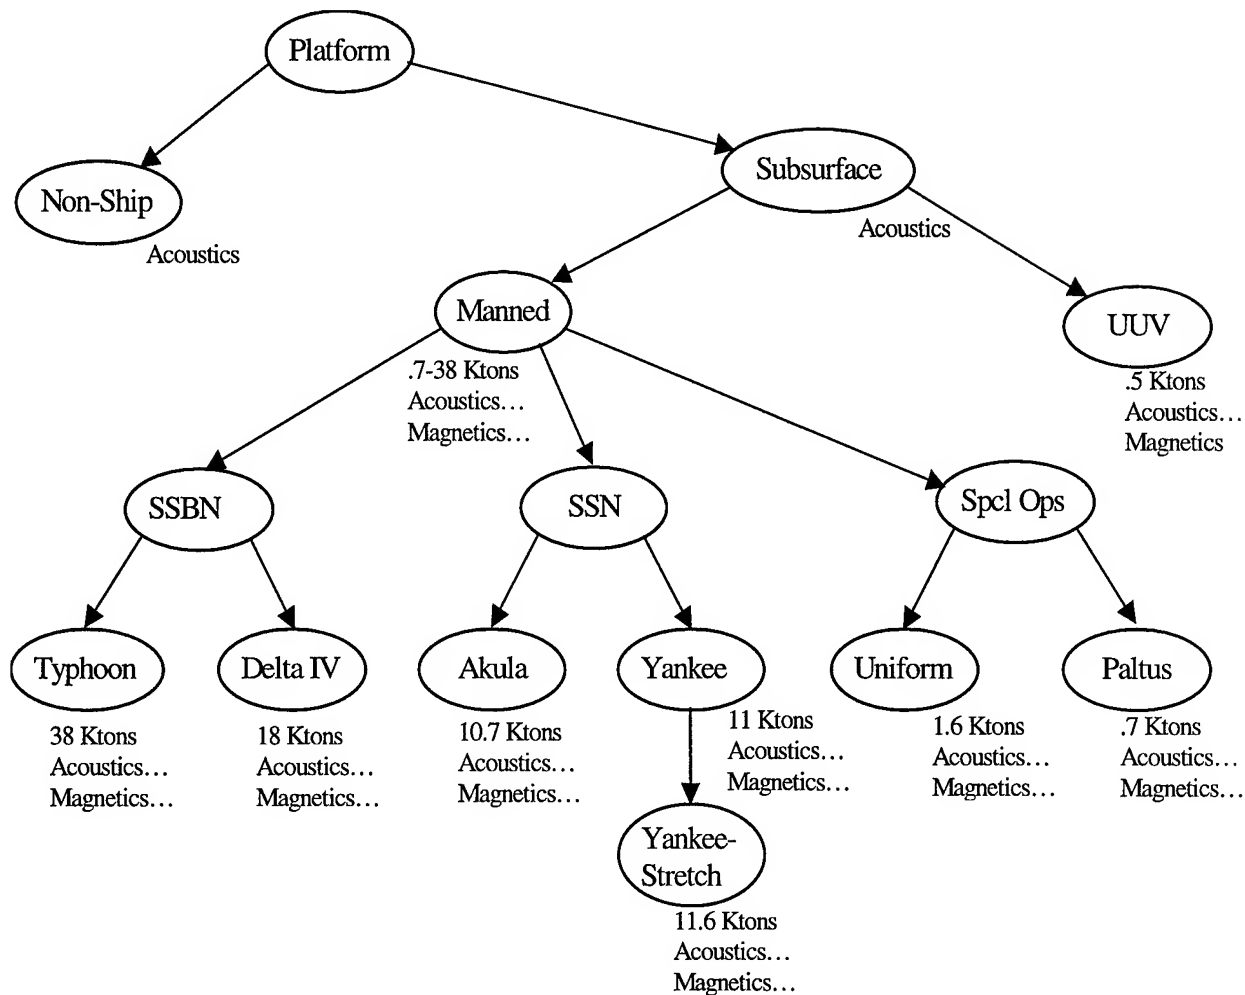 Platform
Subsurface
Non-Ship
Acoustics
Acoustics
Manned
.7-38 Ktons
Acoustics…
Magnetics…
UUV
.5 Ktons
Acoustics…
Magnetics
SSBN
SSN
Spcl Ops
Typhoon
38 Ktons
Acoustics…
Magnetics…
Delta IV
18 Ktons
Acoustics…
Magnetics…
Akula
10.7 Ktons
Acoustics…
Magnetics…
Yankee
11 Ktons
Acoustics…
Magnetics…
Uniform
1.6 Ktons
Acoustics…
Magnetics…
Paltus
.7 Ktons
Acoustics…
Magnetics…
Yankee-
Stretch
11.6 Ktons
Acoustics…
Magnetics…